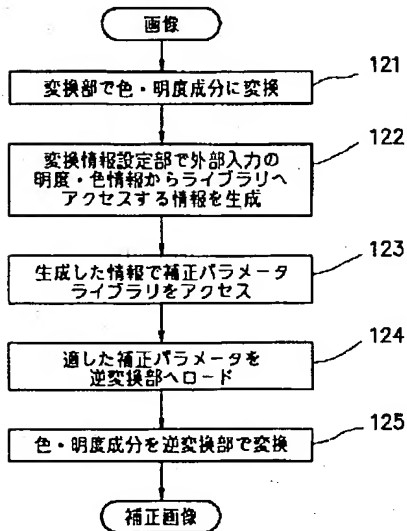 画像
変換部で色・明度成分に変換
121
変換情報設定部で外部入力の
明度・色情報からライブラリへ
アクセスする情報を生成
122
生成した情報で補正パラメータ
ライブラリをアクセス
123
適した補正パラメータを
逆変換部へロード
124
色・明度成分を逆変換部で変換
125
補正画像